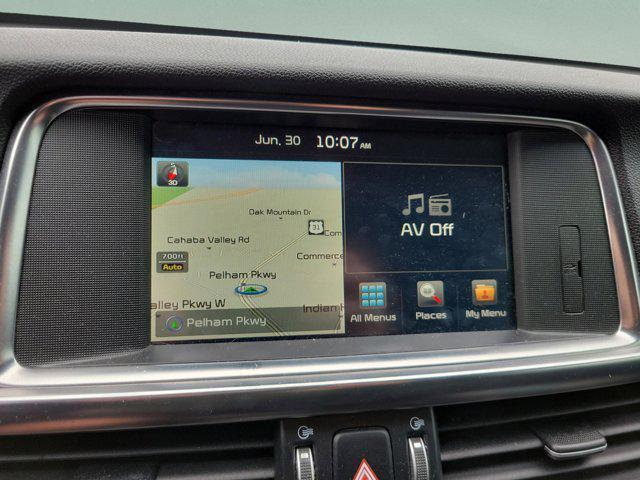 Jun, 30 10:07 AM
3D
Oak Mountain Dr
31
Com
Cahaba Valley Rd
Commerce
700ft
Auto
Pelham Pkwy
alley Pkwy W
Indian H
Pelham Pkwy
AV Off
All Menus
Places
My Menu